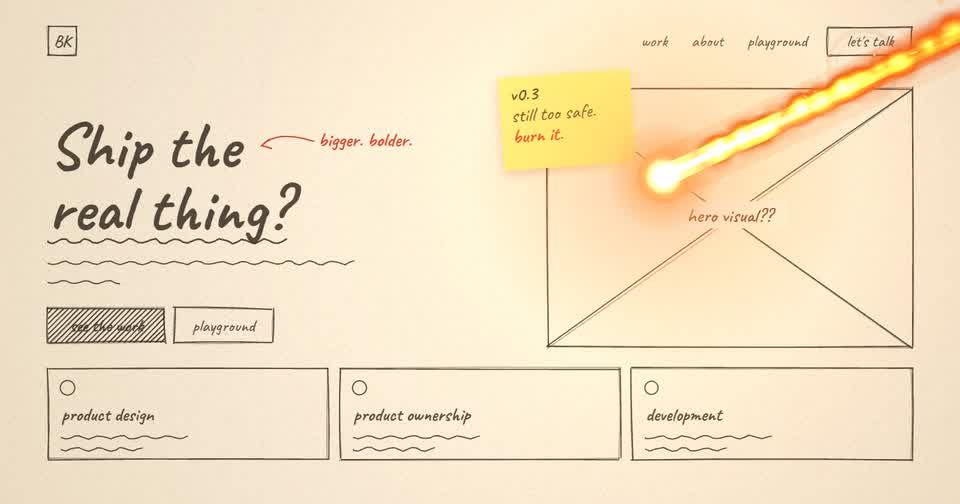 BK
work about playground let's talk
v0.3
still too safe.
burn it.
Ship the
real thing?
bigger. bolder.
hero visual??
see the work playground
product design
product ownership
development